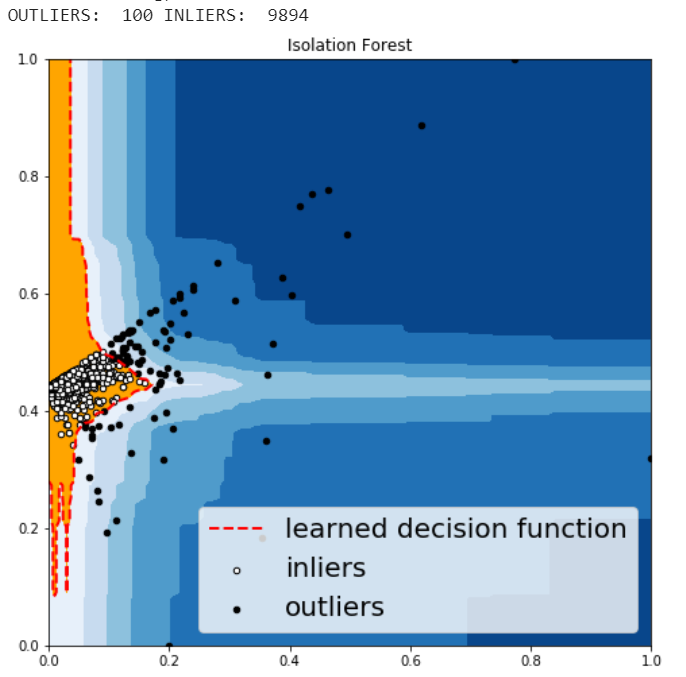 OUTLIERS:  100 INLIERS:  9894
Isolation Forest
1.0
0.8
0.6
0.4
0.2
0.0
learned decision function
inliers
outliers
0.0 0.2 0.4 0.6 0.8 1.0